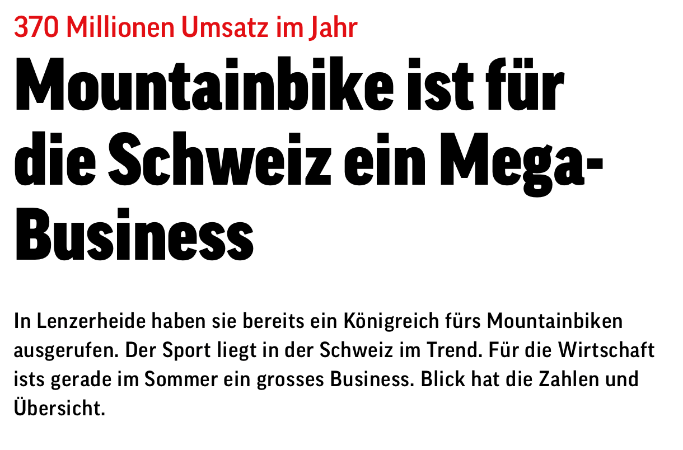 370 Millionen Umsatz im Jahr
Mountainbike ist für
die Schweiz ein Mega-
Business
In Lenzerheide haben sie bereits ein Königreich fürs Mountainbiken
ausgerufen. Der Sport liegt in der Schweiz im Trend. Für die Wirtschaft
ists gerade im Sommer ein grosses Business. Blick hat die Zahlen und
Übersicht.